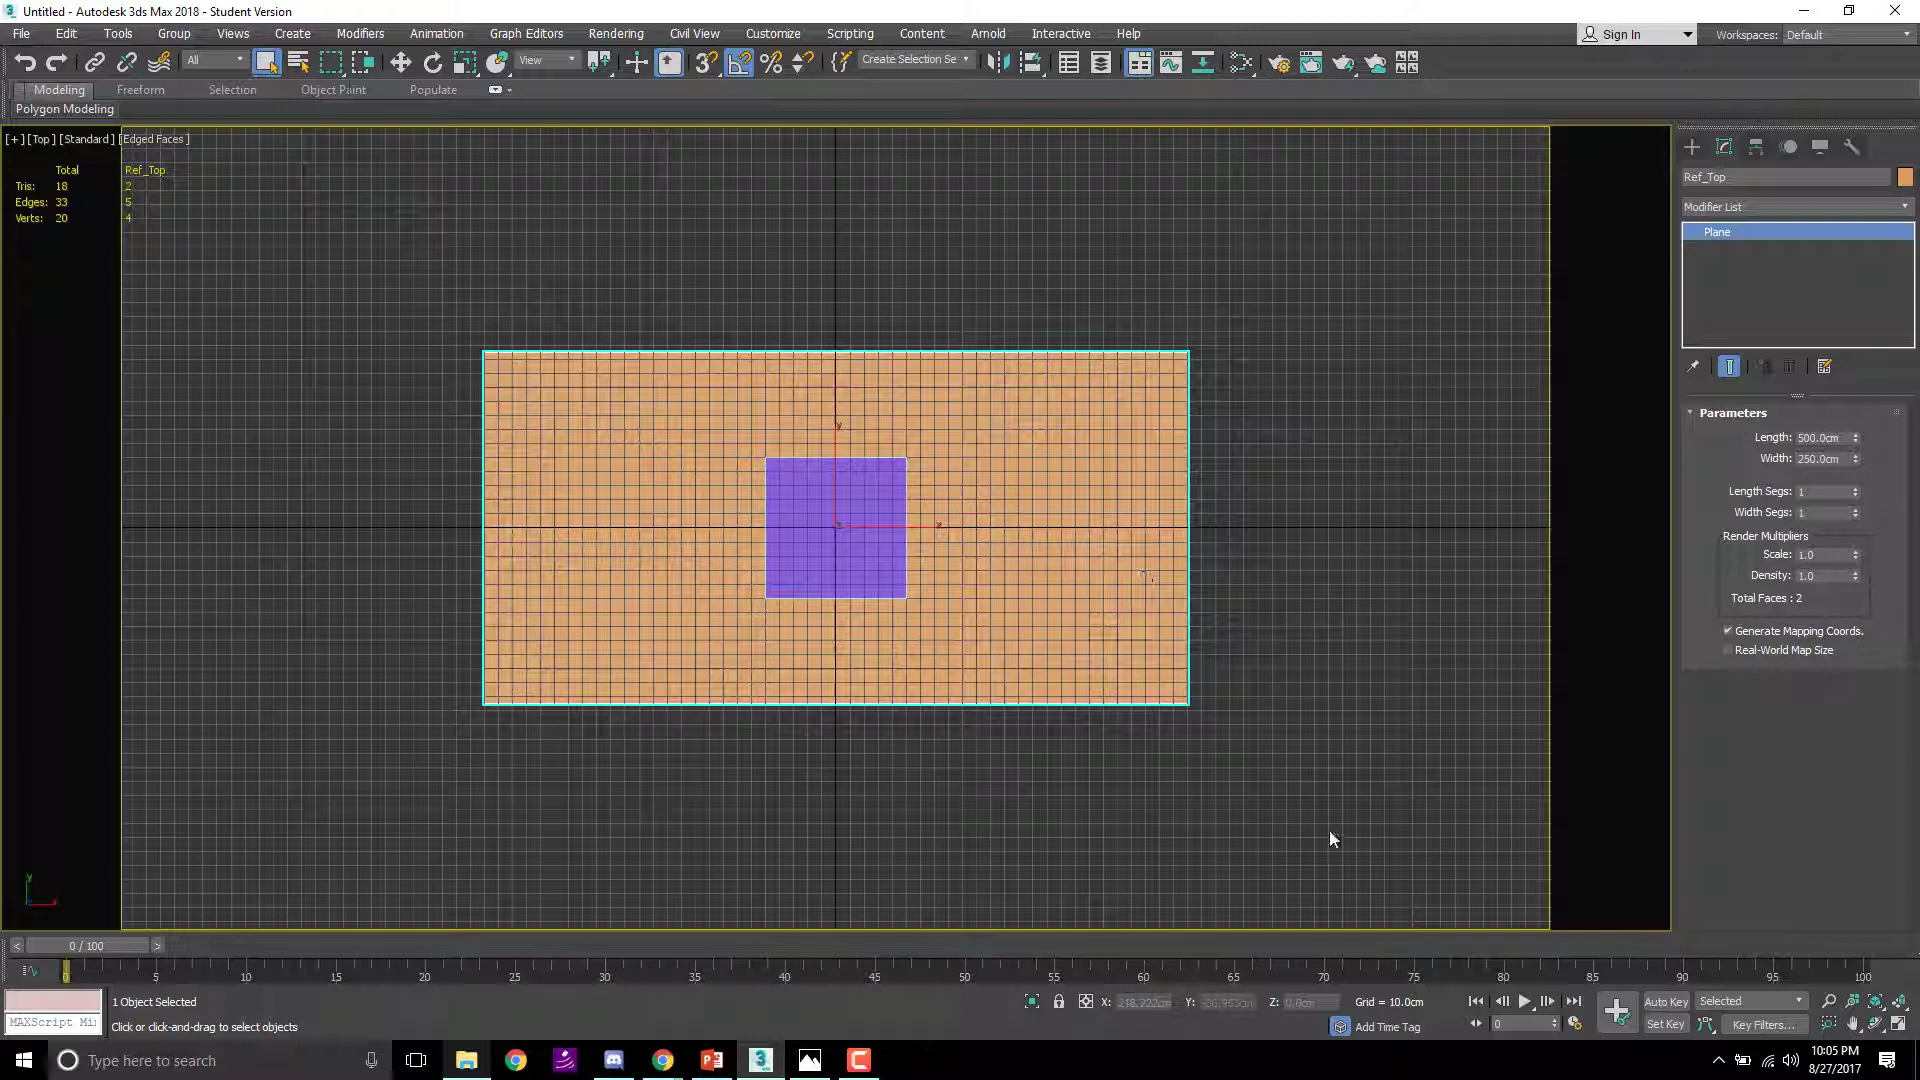 Untitled - Autodesk 3ds Max 2018 - Student Version
File Edit Tools Group Views Create Modifiers Animation Graph Editors Rendering Civil View Customize Scripting Content Arnold Interactive Help
Sign In Workspaces: Default
All View Create Selection Se
Modeling Freeform Selection Object Paint Populate
Polygon Modeling
[+] [Top] [Standard] [Edged Faces]
Total Ref_Top
Tris: 18 2
Edges: 33 5
Verts: 20 4
Ref_Top
Modifier List
Plane
Parameters
Length: 500.0cm
Width: 250.0cm
Length Segs: 1
Width Segs: 1
Render Multipliers
Scale: 1.0
Density: 1.0
Total Faces : 2
Generate Mapping Coords.
Real-World Map Size
y
x
y
< 0 / 100 >
0 5 10 15 20 25 30 35 40 45 50 55 60 65 70 75 80 85 90 95 100
1 Object Selected
X: 218.222cm Y: -36.963cm Z: 0.0cm Grid = 10.0cm
Auto Key Selected
MAXScript Mi
Click or click-and-drag to select objects
Add Time Tag
0
Set Key Key Filters...
Type here to search
10:05 PM
8/27/2017